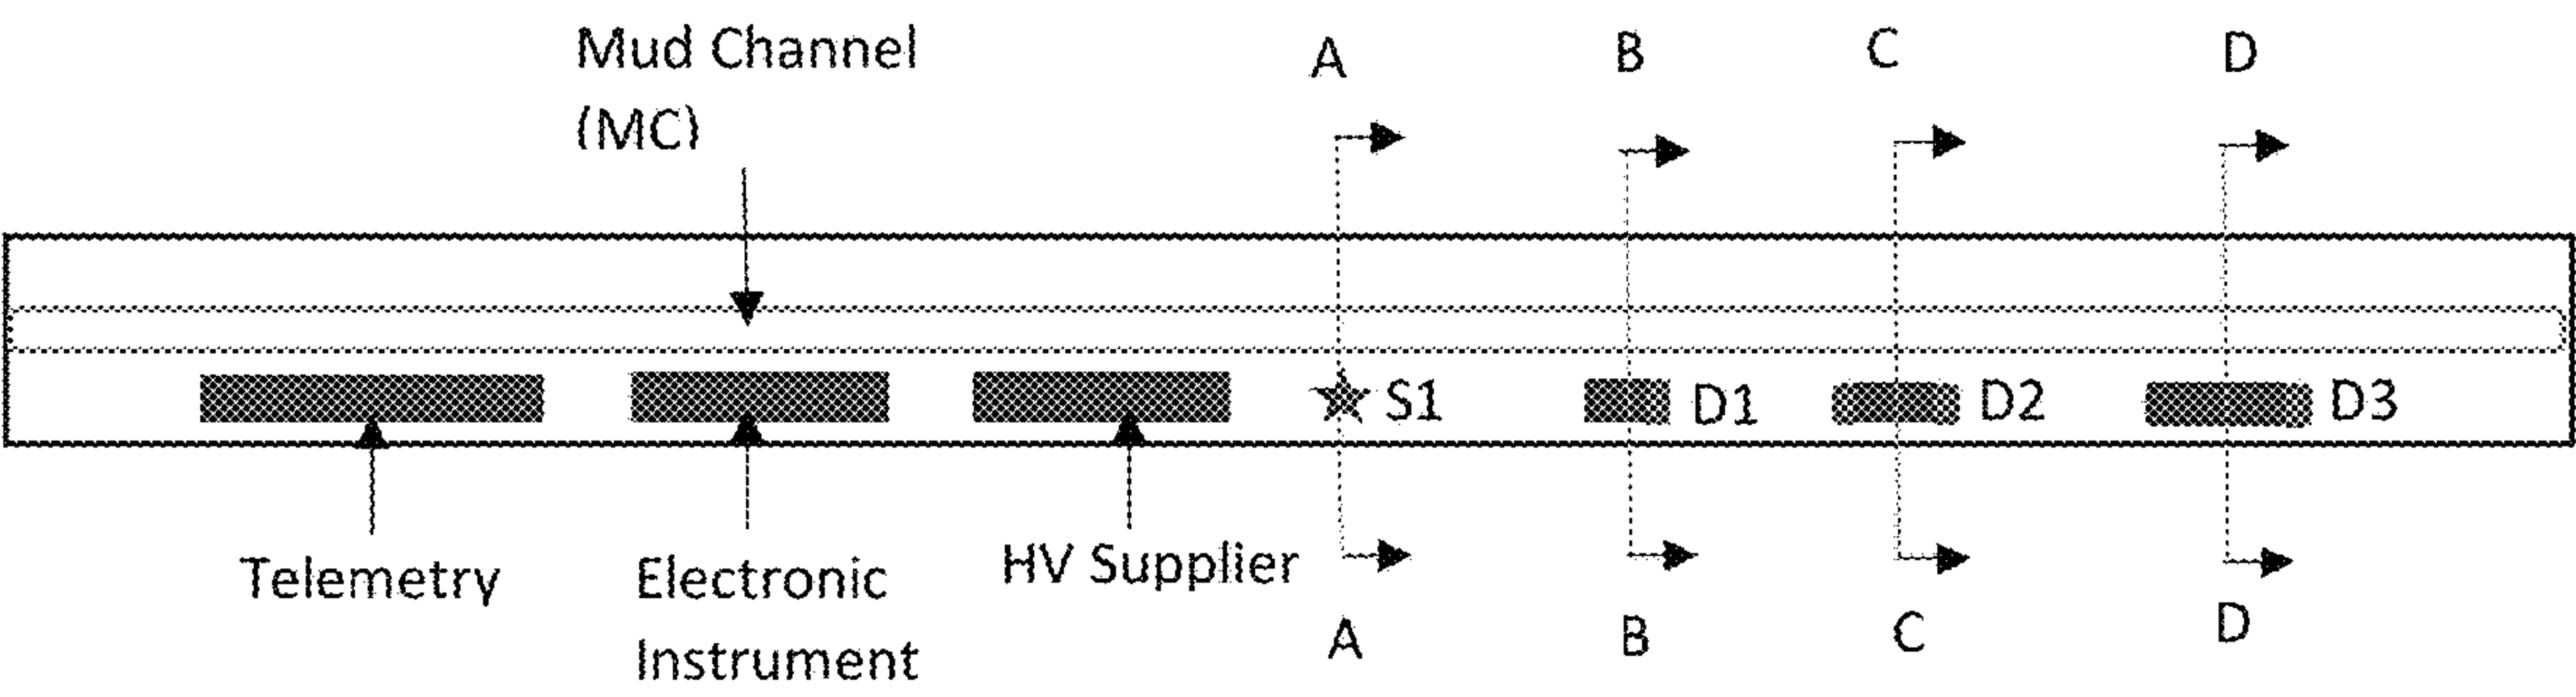 Mud Channel
(MC)
A
B
C
D
S1
D1
D2
D3
Telemetry
Electronic
Instrument
HV Supplier
A
B
C
D